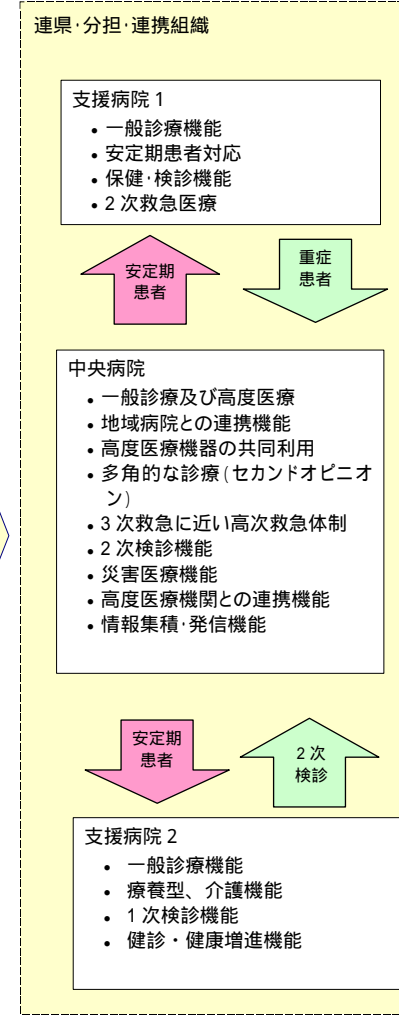 連県・分担・連携組織
支援病院 1
• 一般診療機能
• 安定期患者対応
• 保健・検診機能
• 2 次救急医療
安定期
患者
重症
患者
中央病院
• 一般診療及び高度医療
• 地域病院との連携機能
• 高度医療機器の共同利用
• 多角的な診療（セカンドオピニオ
ン）
• 3 次救急に近い高次救急体制
• 2 次検診機能
• 災害医療機能
• 高度医療機関との連携機能
• 情報集積・発信機能
安定期
患者
2 次
検診
支援病院 2
• 一般診療機能
• 療養型、介護機能
• 1 次検診機能
• 健診・健康増進機能